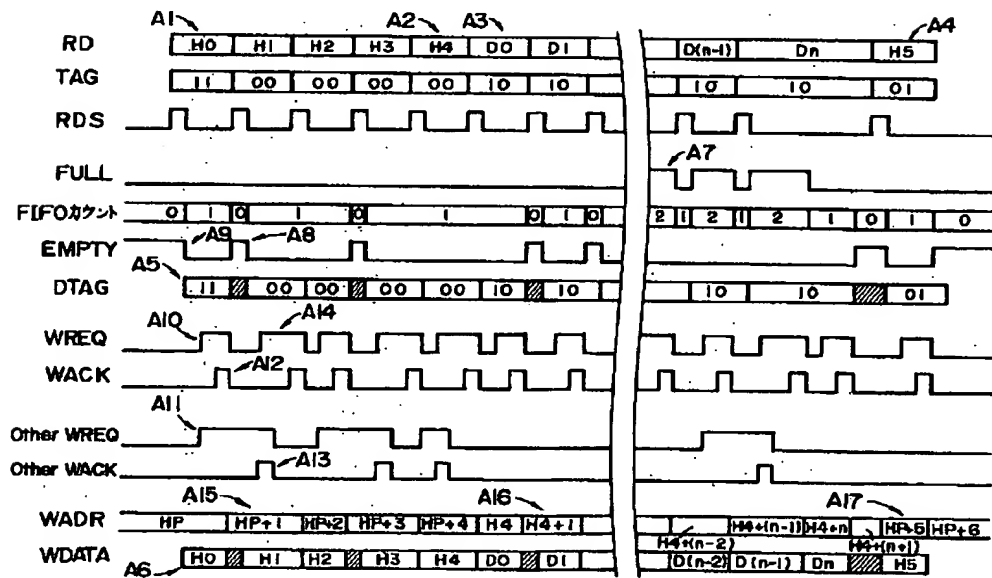 A1 A2 A3 A4
RD H0 H1 H2 H3 H4 D0 D1 D(n-1) Dn H5
TAG 11 00 00 00 00 10 10 10 10 01
RDS
FULL A7
FIFOカウント 0 1 0 1 0 1 0 1 0 2 1 2 1 2 1 0 1 0
EMPTY A9 A8
A5
DTAG 11 00 00 00 00 10 10 10 10 01
A10 A14
WREQ
WACK A12
A11
Other WREQ
Other WACK A13
A15 A16 A17
WADR HP HP+1 HP+2 HP+3 HP+4 H4 H4+1 H4+(n-1) H4+n HP+5 HP+6
H4+(n-2) H4+(n+1)
WDATA H0 H1 H2 H3 H4 D0 D1 D(n-2) D(n-1) Dn H5
A6